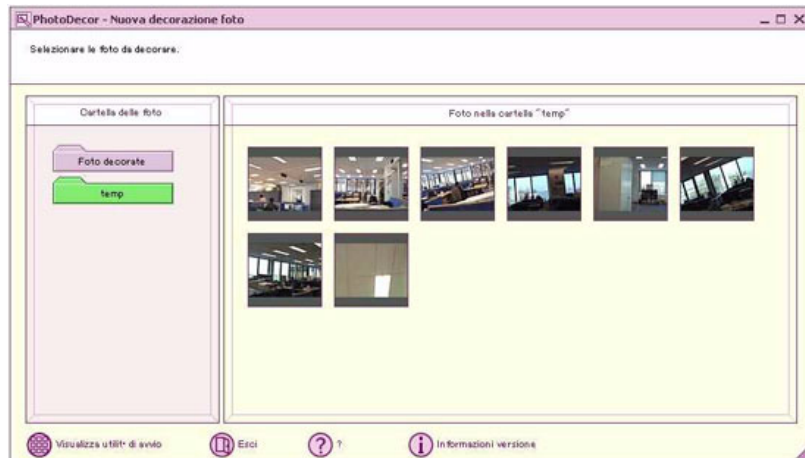 PhotoDecor - Nuova decorazione foto
Selezionare le foto da decorare.
Cartella delle foto
Foto nella cartella "temp"
Foto decorate
temp
Visualizza utilit· di avvio
Esci
? ?
Informazioni versione